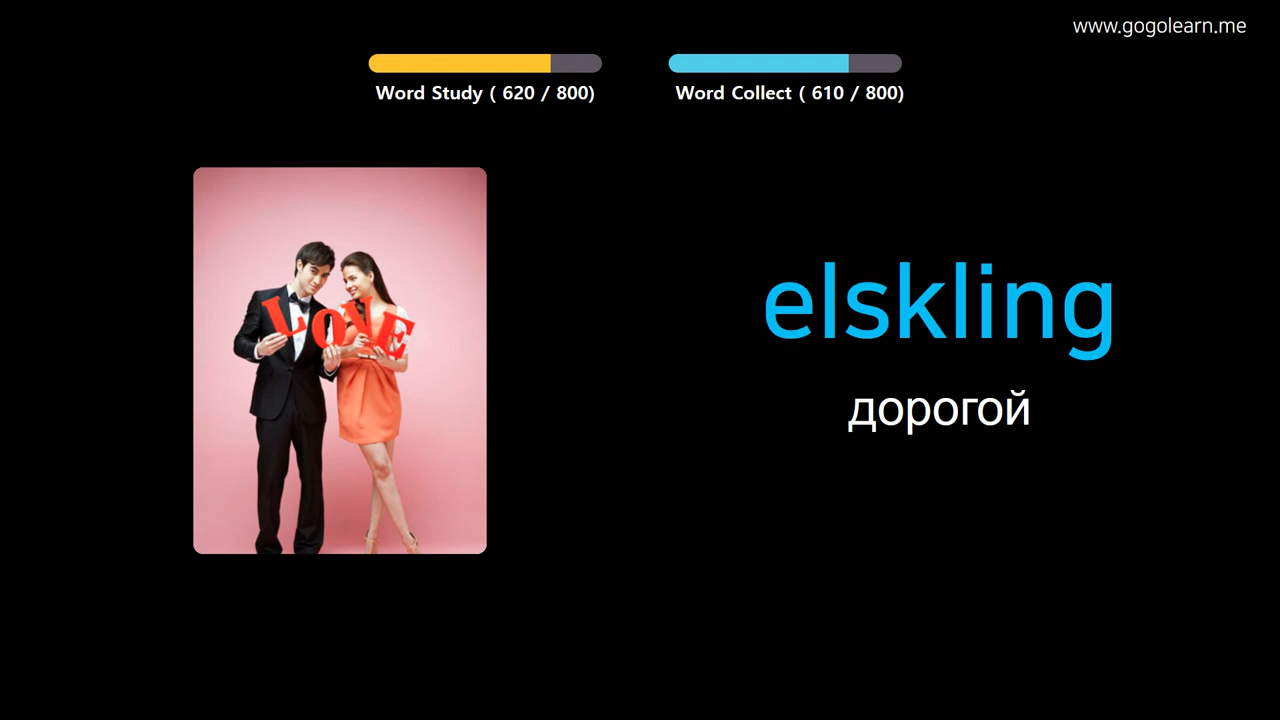 www.gogolearn.me
Word Study ( 620 / 800)
Word Collect ( 610 / 800)
LOVE
elskling
дорогой